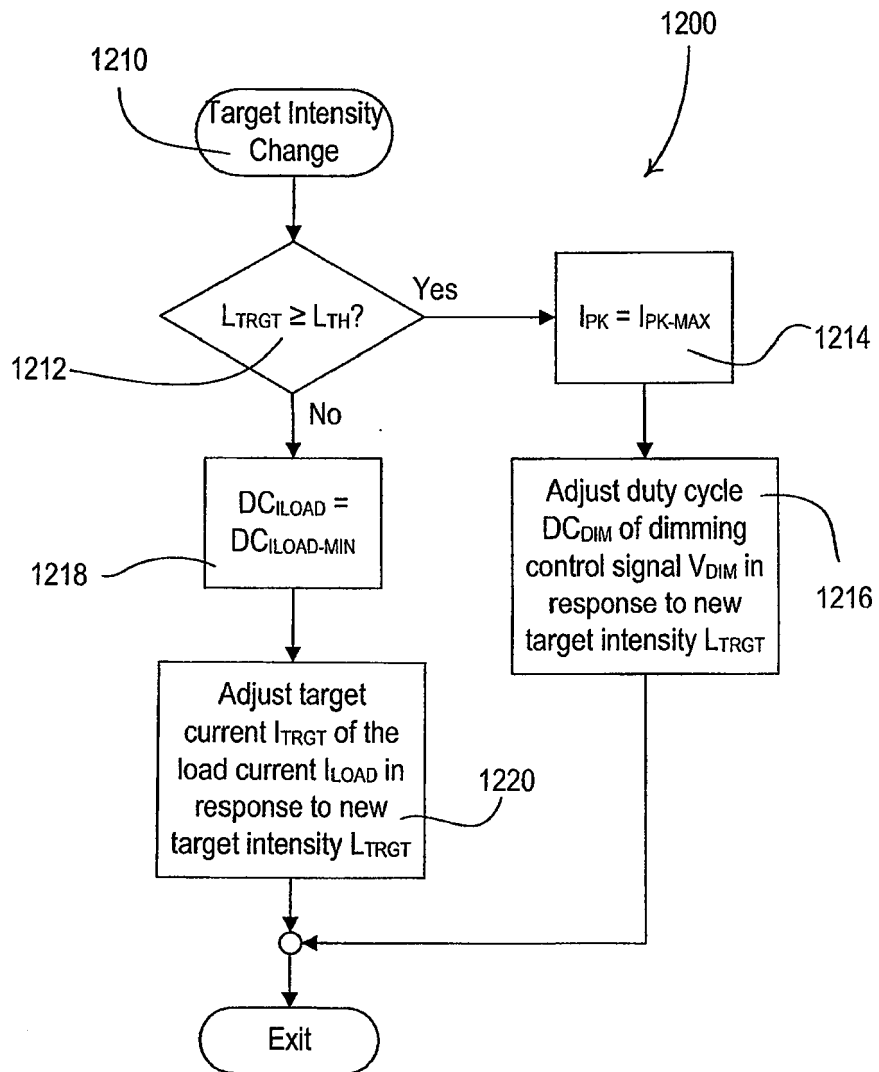 1200
1210
Target Intensity
Change
Yes
LTRGT ≥ LTH?
1212
No
IPK = IPK-MAX
1214
DCILOAD =
DCILOAD-MIN
1218
Adjust duty cycle
DCDIM of dimming
control signal VDIM in
response to new
target intensity LTRGT
1216
Adjust target
current ITRGT of the
load current ILOAD in
response to new
target intensity LTRGT
1220
Exit